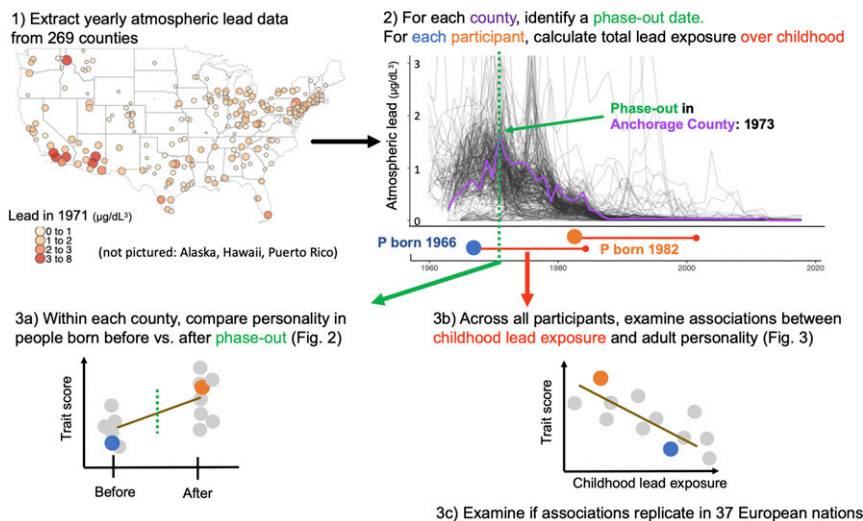 1) Extract yearly atmospheric lead data
from 269 counties
Lead in 1971 (µg/dL³)
0 to 1
1 to 2
2 to 3
3 to 8
(not pictured: Alaska, Hawaii, Puerto Rico)
2) For each county, identify a phase-out date.
For each participant, calculate total lead exposure over childhood
Atmospheric lead (µg/dL³)
3
2
1
0
Phase-out in
Anchorage County: 1973
P born 1966
P born 1982
1960
1980
2000
2020
3a) Within each county, compare personality in
people born before vs. after phase-out (Fig. 2)
Trait score
Before
After
3b) Across all participants, examine associations between
childhood lead exposure and adult personality (Fig. 3)
Trait score
Childhood lead exposure
3c) Examine if associations replicate in 37 European nations